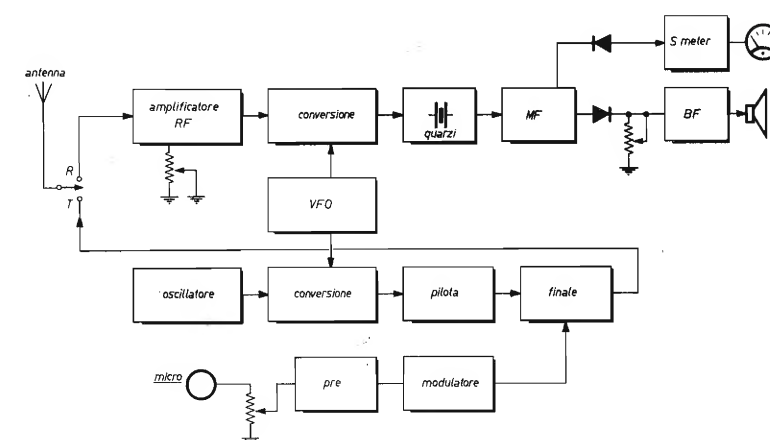 antenna
S meter
amplificatore
RF
conversione
quarzi
MF
BF
R
T
VFO
oscillatore
conversione
pilota
finale
micro
pre
modulatore